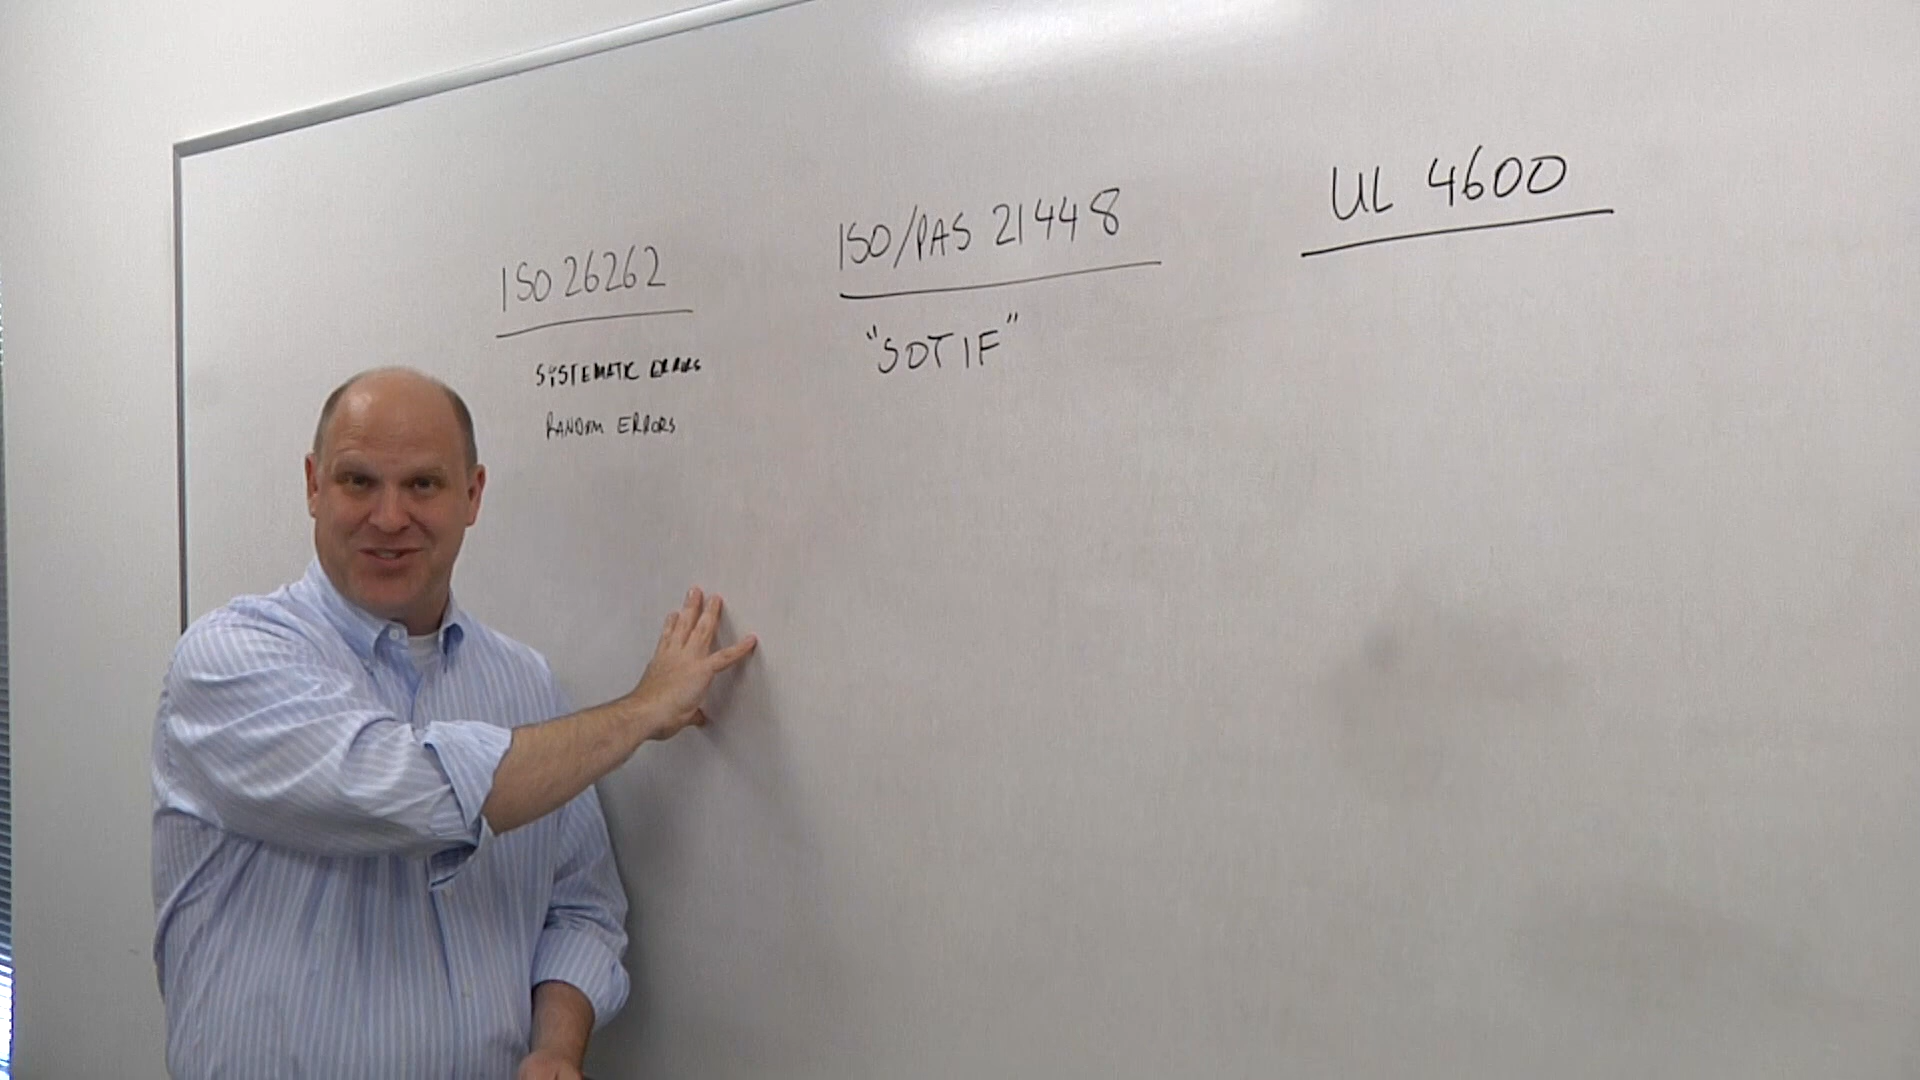 ISO 26262
SYSTEMATIC ERRORS
RANDOM ERRORS
ISO/PAS 21448
"SOTIF"
UL 4600